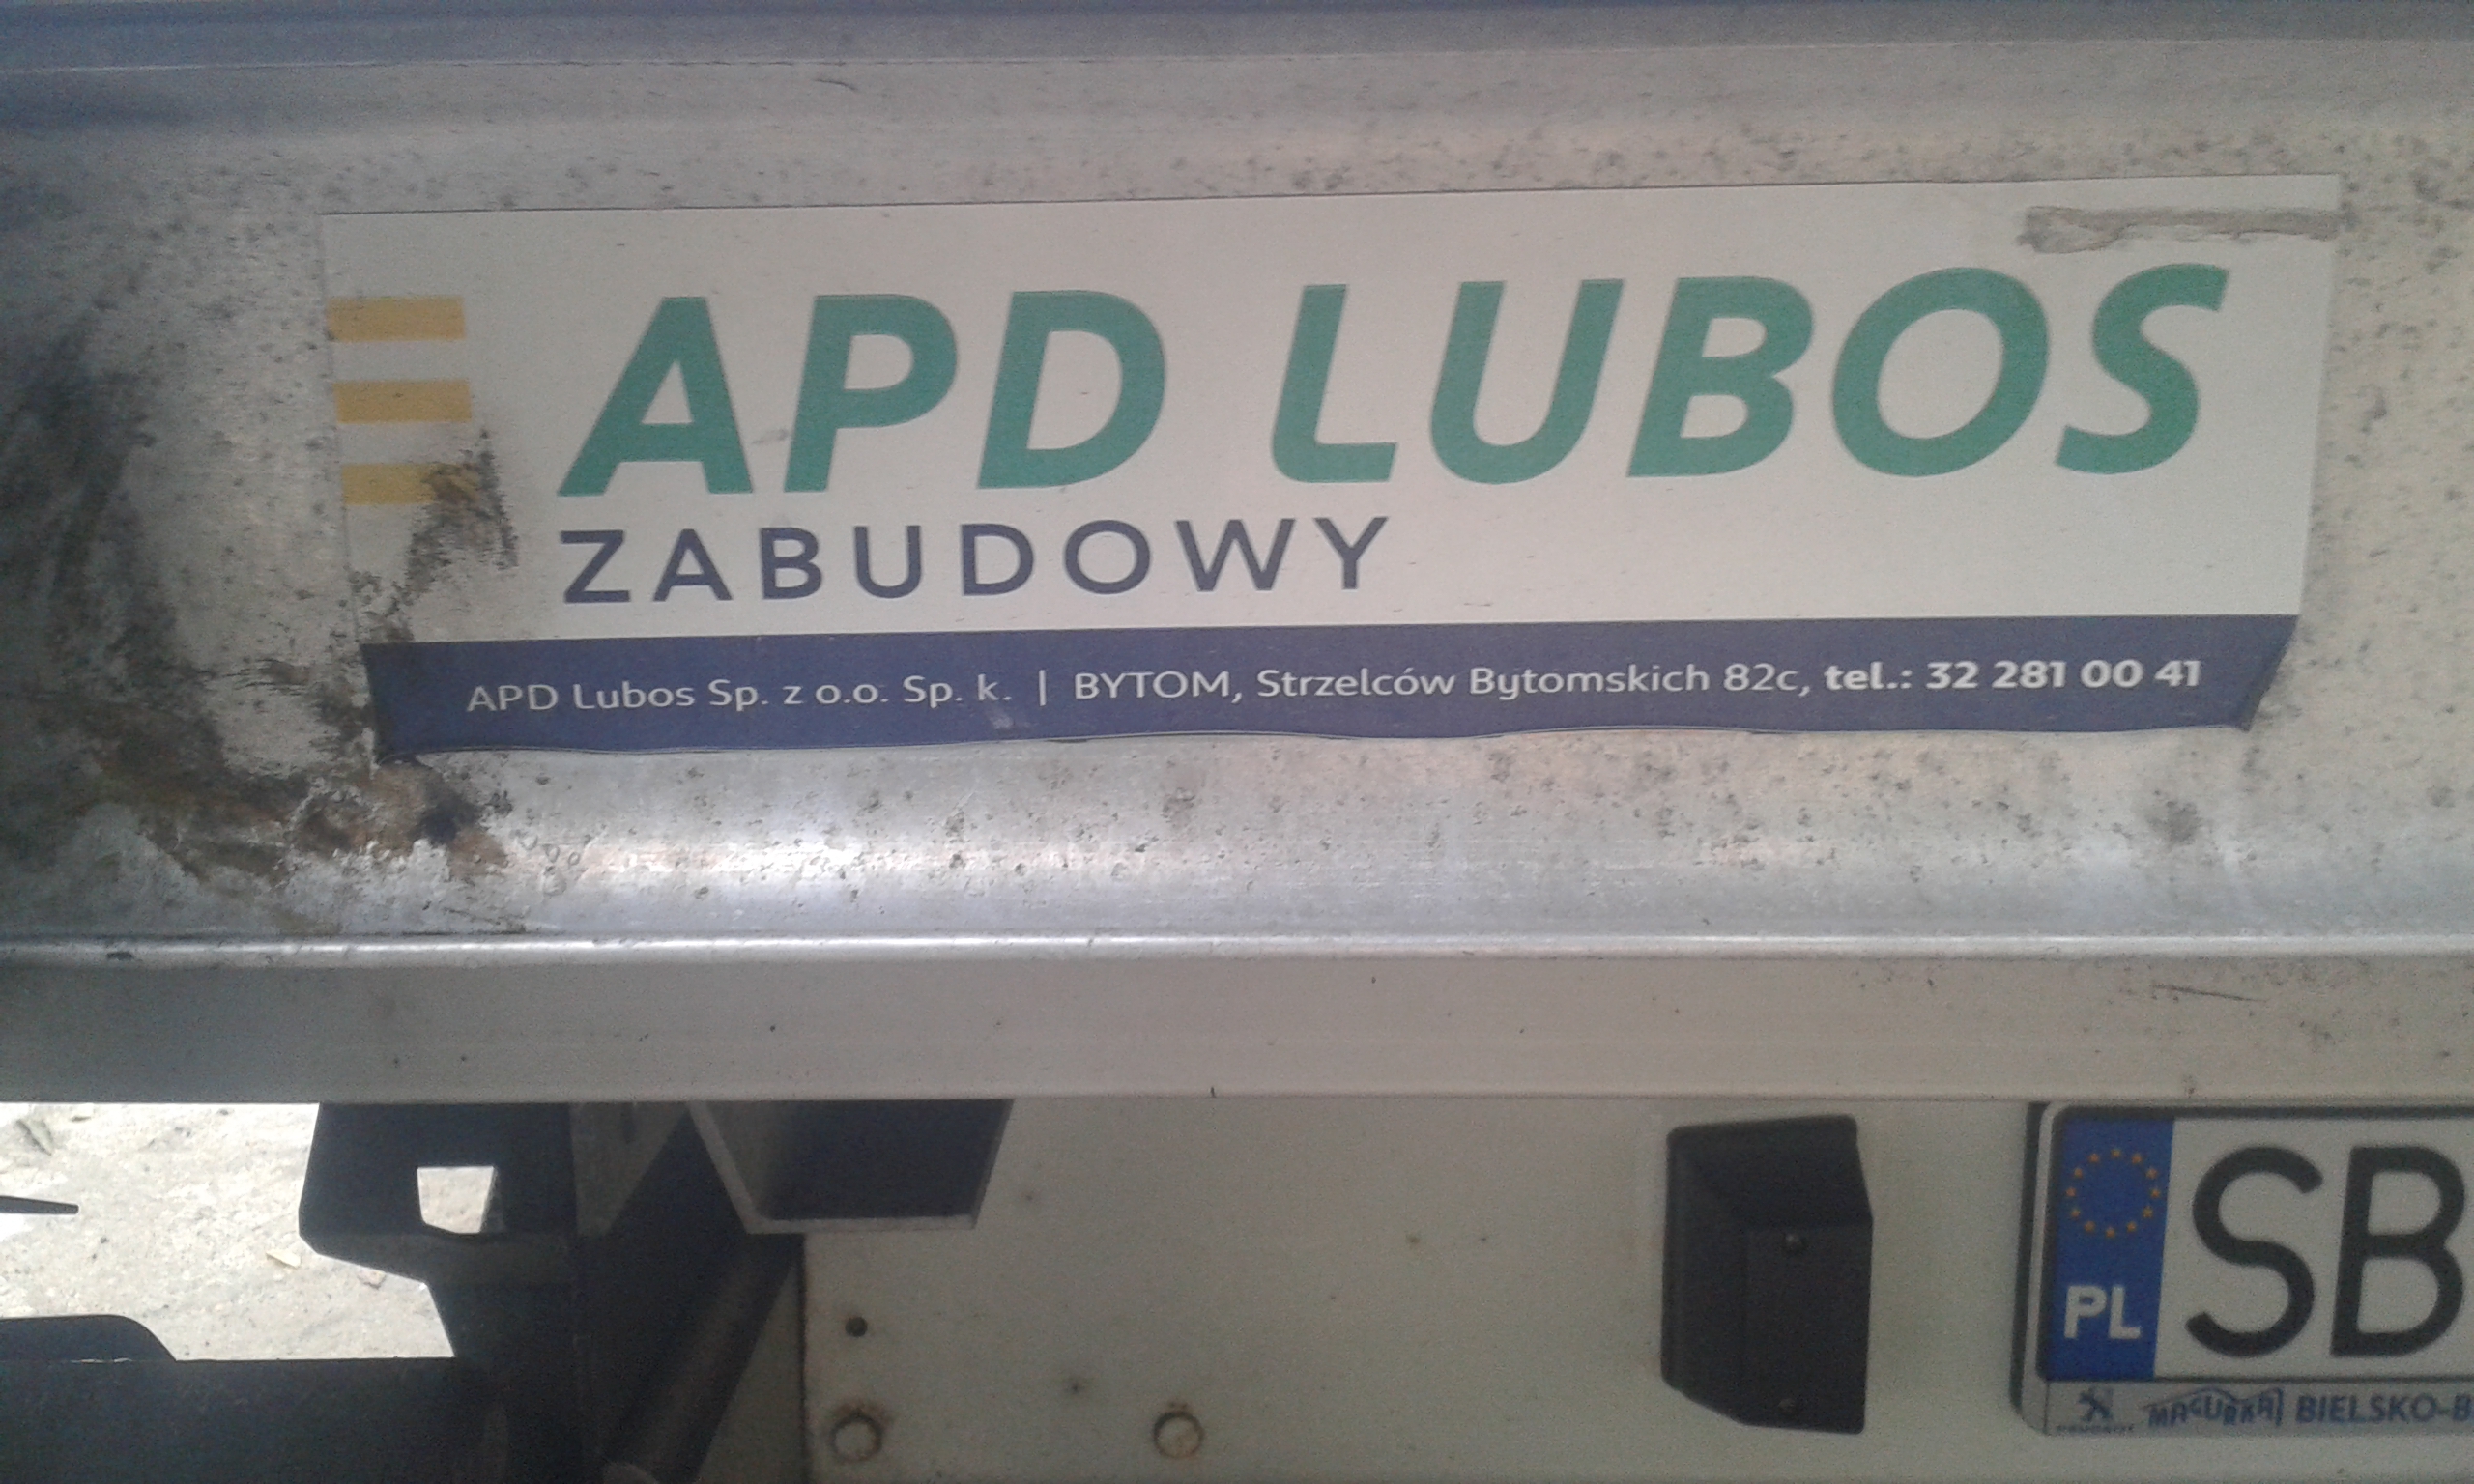 APD LUBOS
ZABUDOWY
APD Lubos Sp. z o.o. Sp. k. | BYTOM, Strzelców Bytomskich 82c, tel.: 32 281 00 41
SB
PL
MAGURKA BIELSKO-B